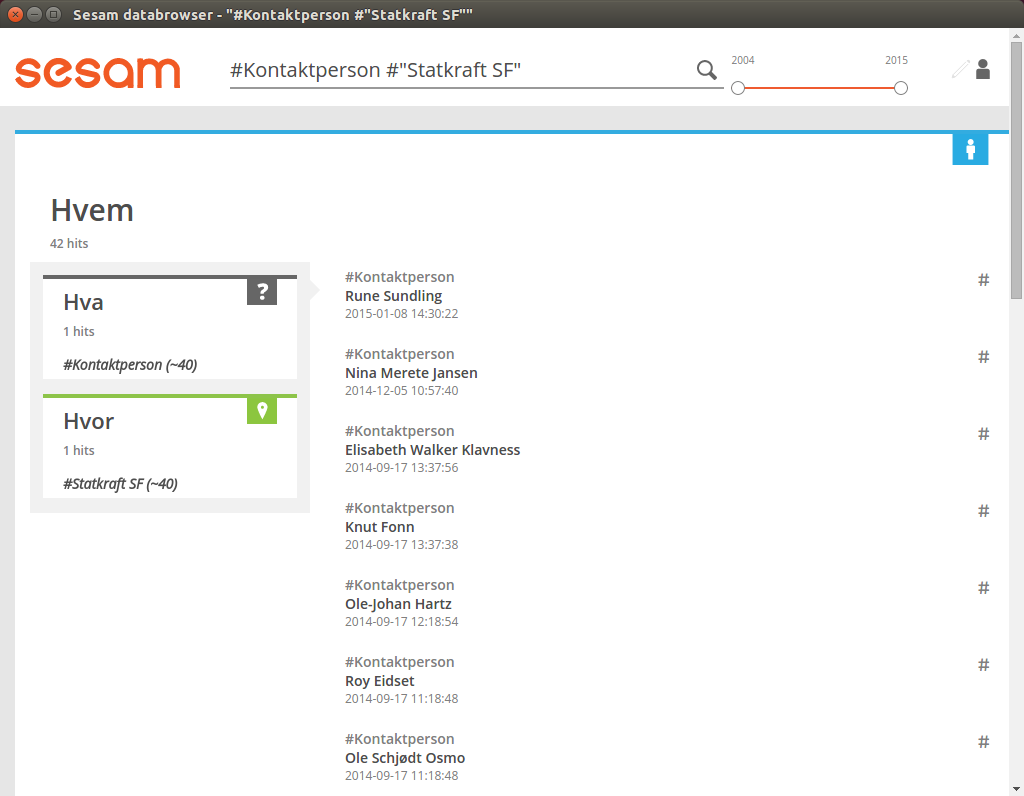 Sesam databrowser - "#Kontaktperson #"Statkraft SF""
sesam
#Kontaktperson #"Statkraft SF"
2004
2015
Hvem
42 hits
?
Hva
1 hits
#Kontaktperson (~40)
Hvor
1 hits
#Statkraft SF (~40)
#Kontaktperson
#
Rune Sundling
2015-01-08 14:30:22
#Kontaktperson
#
Nina Merete Jansen
2014-12-05 10:57:40
#Kontaktperson
#
Elisabeth Walker Klavness
2014-09-17 13:37:56
#Kontaktperson
#
Knut Fonn
2014-09-17 13:37:38
#Kontaktperson
#
Ole-Johan Hartz
2014-09-17 12:18:54
#Kontaktperson
#
Roy Eidset
2014-09-17 11:18:48
#Kontaktperson
#
Ole Schjødt Osmo
2014-09-17 11:18:48